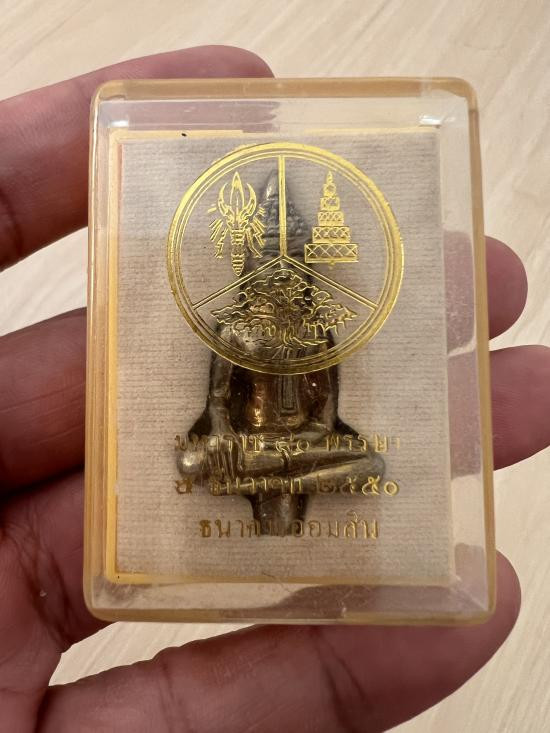 มหาราช ๘๐ พรรษา
๕ ธันวาคม ๒๕๕๐
ธนาคารออมสิน